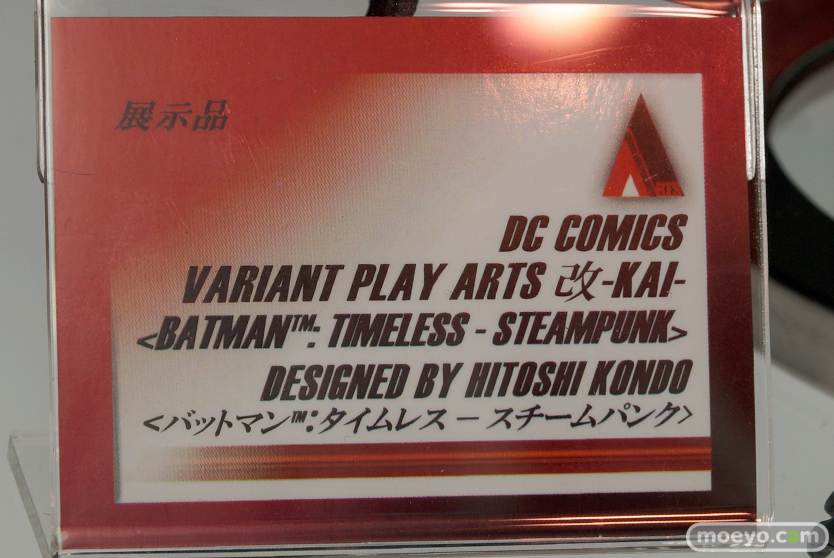 展示品
ARTS
DC COMICS
VARIANT PLAY ARTS 改-KAI-
<BATMAN™: TIMELESS - STEAMPUNK>
DESIGNED BY HITOSHI KONDO
<バットマン™:タイムレス － スチームパンク>
moeyo.com